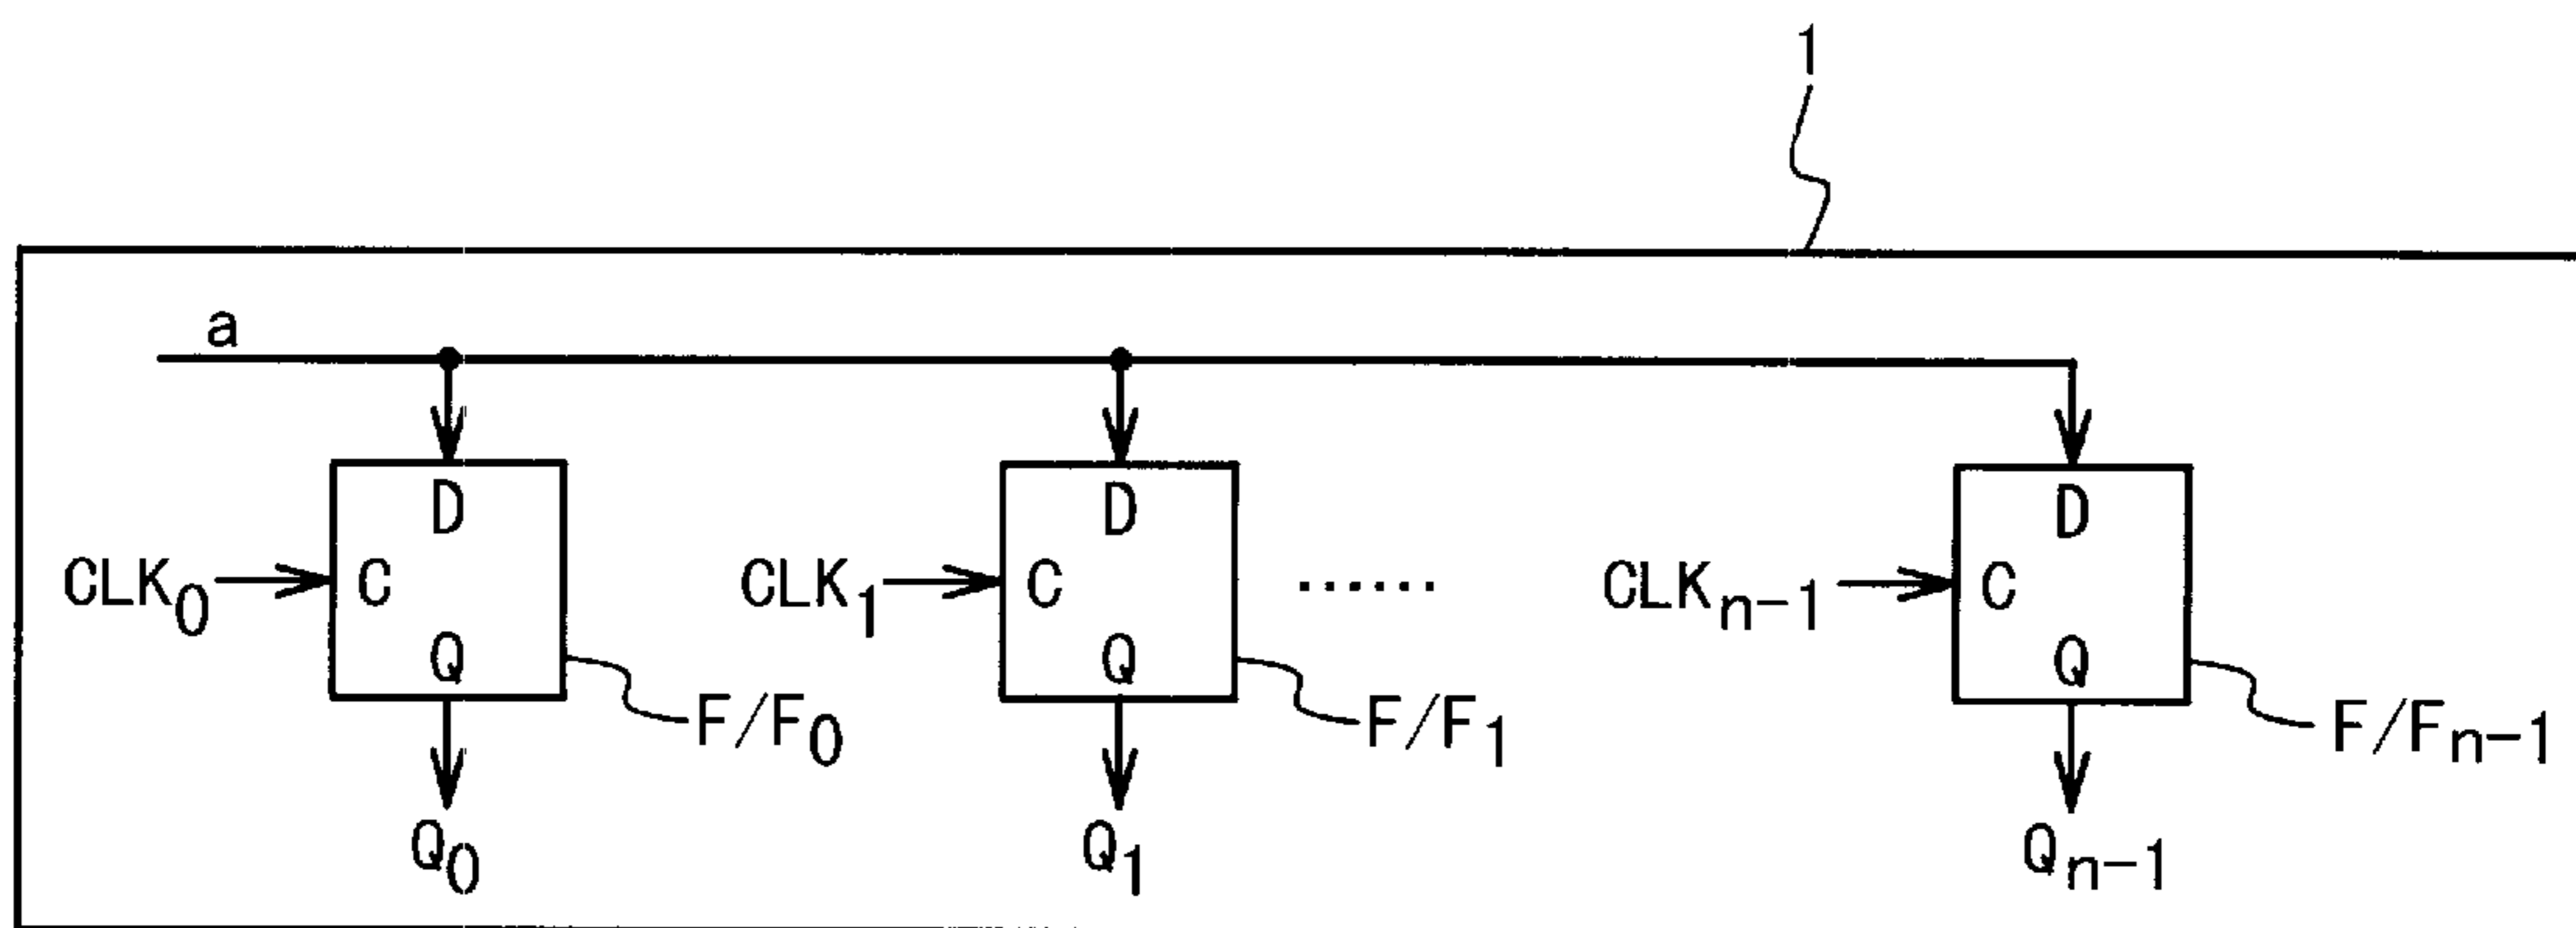 1
a
D D D
CLK₀ C CLK₁ C ...... CLKₙ₋₁ C
Q Q Q
F/F₀ F/F₁ F/Fₙ₋₁
Q₀ Q₁ Qₙ₋₁